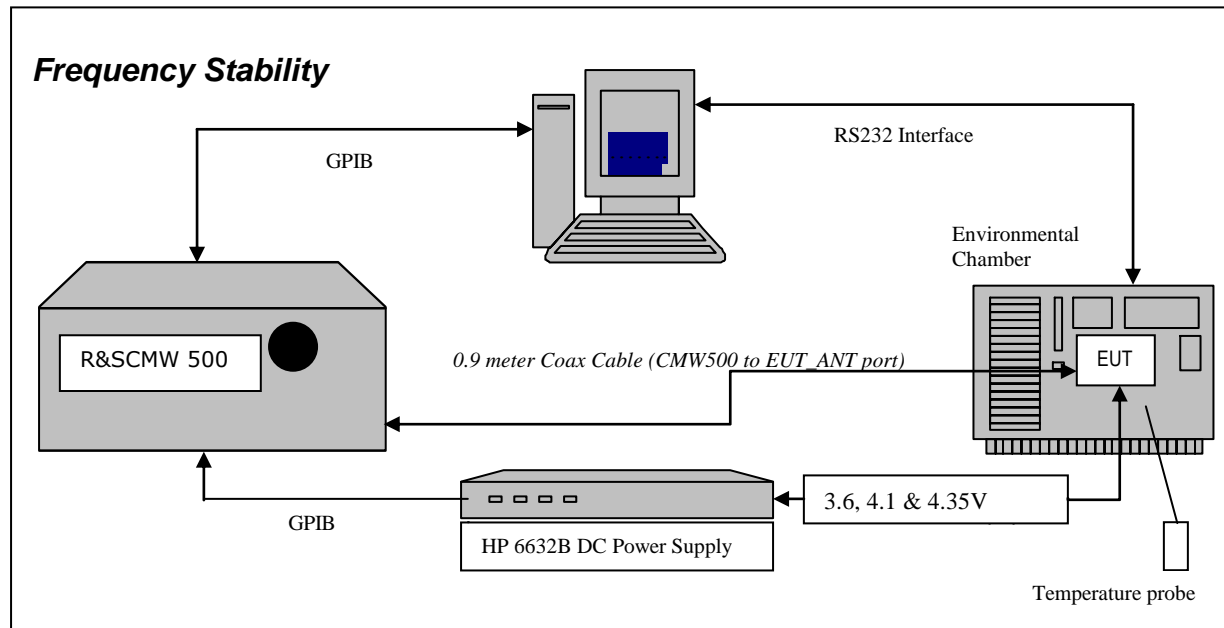 Frequency Stability
GPIB
RS232 Interface
Environmental
Chamber
R&SCMW 500
0.9 meter Coax Cable (CMW500 to EUT_ANT port)
EUT
GPIB
3.6, 4.1 & 4.35V
HP 6632B DC Power Supply
Temperature probe